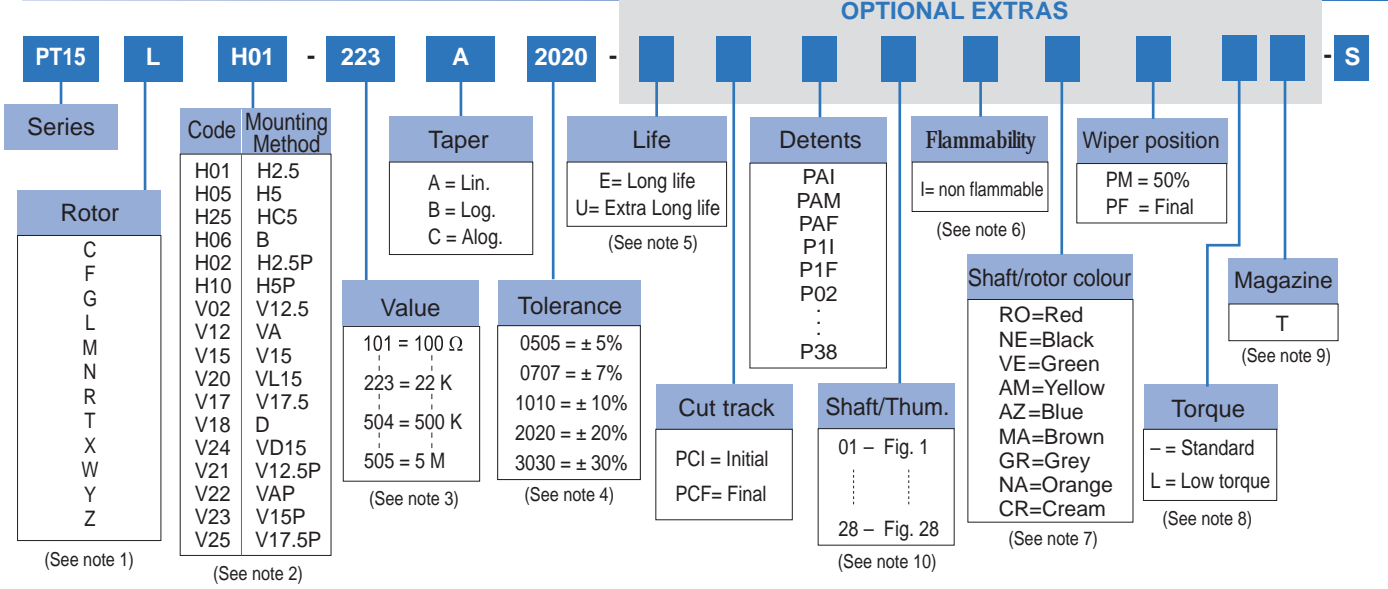 OPTIONAL EXTRAS
PT15 L H01 - 223 A 2020 - - S
Series
Rotor
C
F
G
L
M
N
R
T
X
W
Y
Z
(See note 1)
Code Mounting Method
H01 H2.5
H05 H5
H25 HC5
H06 B
H02 H2.5P
H10 H5P
V02 V12.5
V12 VA
V15 V15
V20 VL15
V17 V17.5
V18 D
V24 VD15
V21 V12.5P
V22 VAP
V23 V15P
V25 V17.5P
(See note 2)
Value
101 = 100 Ω
223 = 22 K
504 = 500 K
505 = 5 M
(See note 3)
Taper
A = Lin.
B = Log.
C = Alog.
Tolerance
0505 = ± 5%
0707 = ± 7%
1010 = ± 10%
2020 = ± 20%
3030 = ± 30%
(See note 4)
Life
E= Long life
U= Extra Long life
(See note 5)
Cut track
PCI = Initial
PCF= Final
Detents
PAI
PAM
PAF
P1I
P1F
P02
:
:
P38
Shaft/Thum.
01 – Fig. 1
28 – Fig. 28
(See note 10)
Flammability
I= non flammable
(See note 6)
Shaft/rotor colour
RO=Red
NE=Black
VE=Green
AM=Yellow
AZ=Blue
MA=Brown
GR=Grey
NA=Orange
CR=Cream
(See note 7)
Wiper position
PM = 50%
PF = Final
Torque
– = Standard
L = Low torque
(See note 8)
Magazine
T
(See note 9)